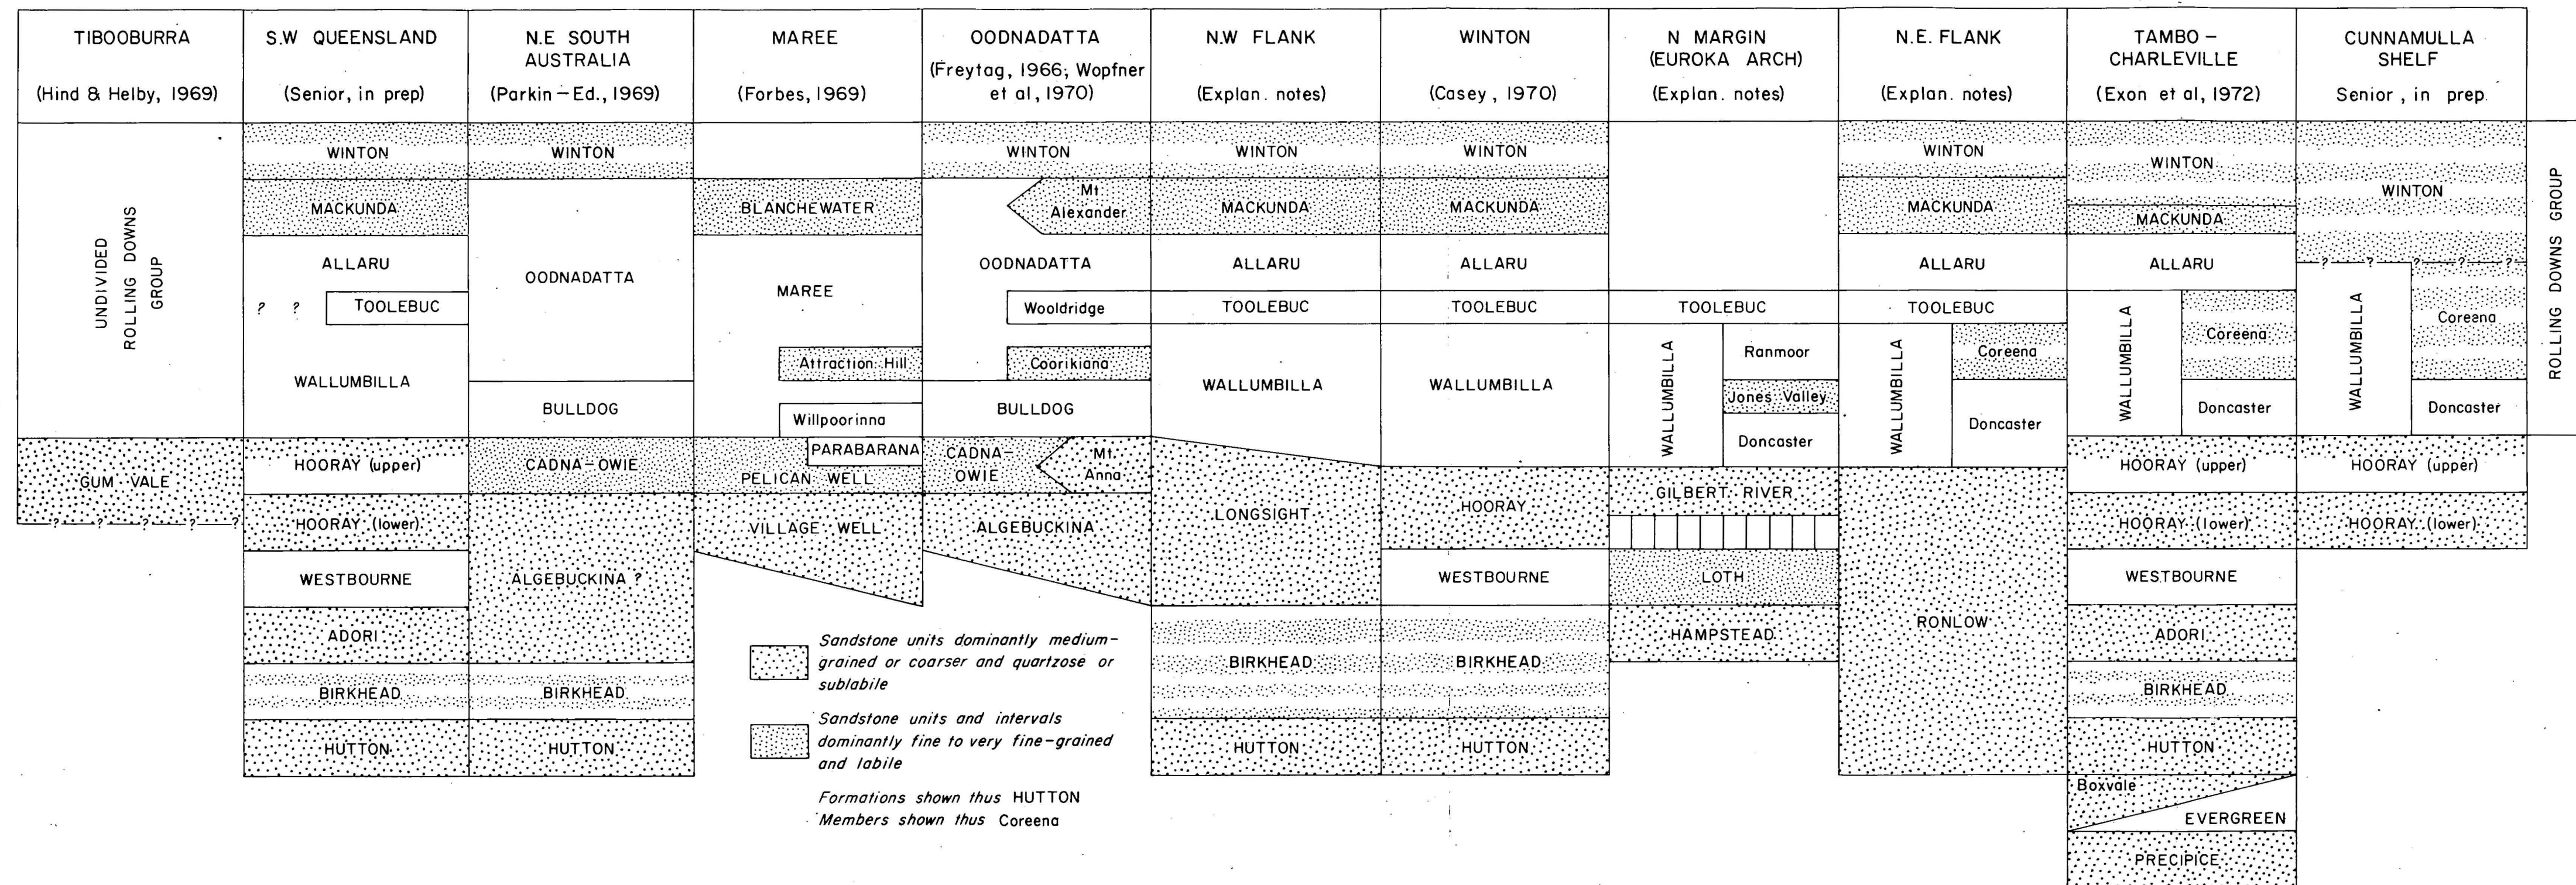 TIBOOBURRA
(Hind & Helby, 1969)
UNDIVIDED
ROLLING DOWNS
GROUP
GUM VALE
? ? ? ? ?
S.W QUEENSLAND
(Senior, in prep)
WINTON
MACKUNDA
ALLARU
? ?
TOOLEBUC
WALLUMBILLA
HOORAY (upper)
HOORAY (lower)
WESTBOURNE
ADORI
BIRKHEAD
HUTTON
N.E SOUTH
AUSTRALIA
(Parkin - Ed., 1969)
WINTON
OODNADATTA
BULLDOG
CADNA-OWIE
ALGEBUCKINA ?
BIRKHEAD
HUTTON
MAREE
(Forbes, 1969)
BLANCHEWATER
MAREE
Attraction Hill
Willpoorinna
PARABARANA
PELICAN WELL
VILLAGE WELL
OODNADATTA
(Freytag, 1966; Wopfner
et al, 1970)
WINTON
Mt
Alexander
OODNADATTA
Wooldridge
Coorikiana
BULLDOG
CADNA-
OWIE
Mt.
Anna
ALGEBUCKINA
N.W FLANK
(Explan. notes)
WINTON
MACKUNDA
ALLARU
TOOLEBUC
WALLUMBILLA
LONGSIGHT
BIRKHEAD
HUTTON
WINTON
(Casey, 1970)
WINTON
MACKUNDA
ALLARU
TOOLEBUC
WALLUMBILLA
HOORAY
WESTBOURNE
BIRKHEAD
HUTTON
N MARGIN
(EUROKA ARCH)
(Explan. notes)
TOOLEBUC
WALLUMBILLA
Ranmoor
Jones Valley
Doncaster
GILBERT RIVER
LOTH
HAMPSTEAD
N.E. FLANK
(Explan. notes)
WINTON
MACKUNDA
ALLARU
TOOLEBUC
WALLUMBILLA
Coreena
Doncaster
RONLOW
TAMBO -
CHARLEVILLE
(Exon et al, 1972)
WINTON
MACKUNDA
ALLARU
WALLUMBILLA
Coreena
Doncaster
HOORAY (upper)
HOORAY (lower)
WESTBOURNE
ADORI
BIRKHEAD
HUTTON
Boxvale
EVERGREEN
PRECIPICE
CUNNAMULLA
SHELF
Senior, in prep.
WINTON
? ? ? ? ?
WALLUMBILLA
Coreena
Doncaster
HOORAY (upper)
HOORAY (lower)
ROLLING DOWNS GROUP
Sandstone units dominantly medium-
grained or coarser and quartzose or
sublabile
Sandstone units and intervals
dominantly fine to very fine-grained
and labile
Formations shown thus HUTTON
Members shown thus Coreena